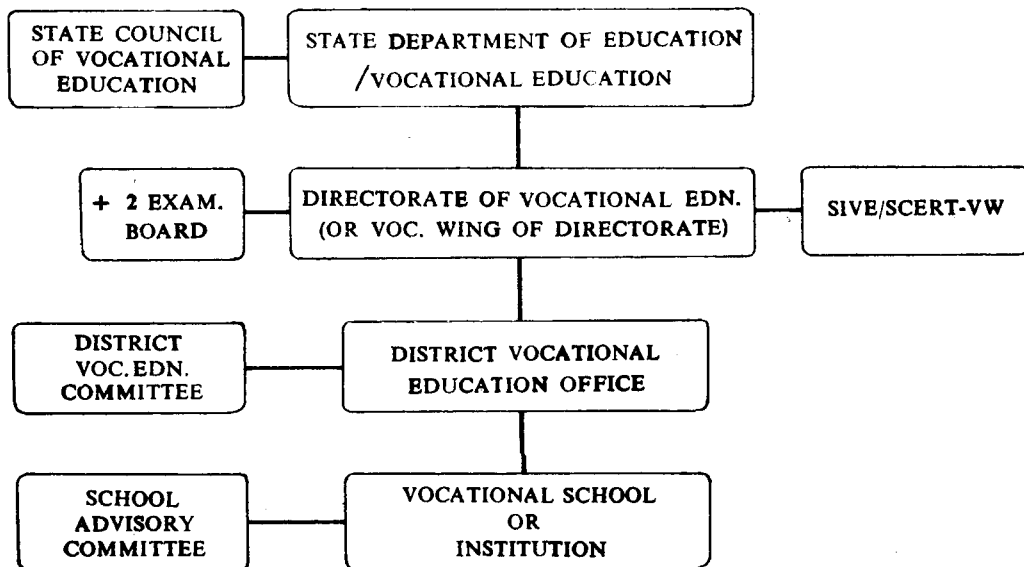 STATE COUNCIL
OF VOCATIONAL
EDUCATION
STATE DEPARTMENT OF EDUCATION
/VOCATIONAL EDUCATION
+ 2 EXAM.
BOARD
DIRECTORATE OF VOCATIONAL EDN.
(OR VOC. WING OF DIRECTORATE)
SIVE/SCERT-VW
DISTRICT
VOC. EDN.
COMMITTEE
DISTRICT VOCATIONAL
EDUCATION OFFICE
SCHOOL
ADVISORY
COMMITTEE
VOCATIONAL SCHOOL
OR
INSTITUTION